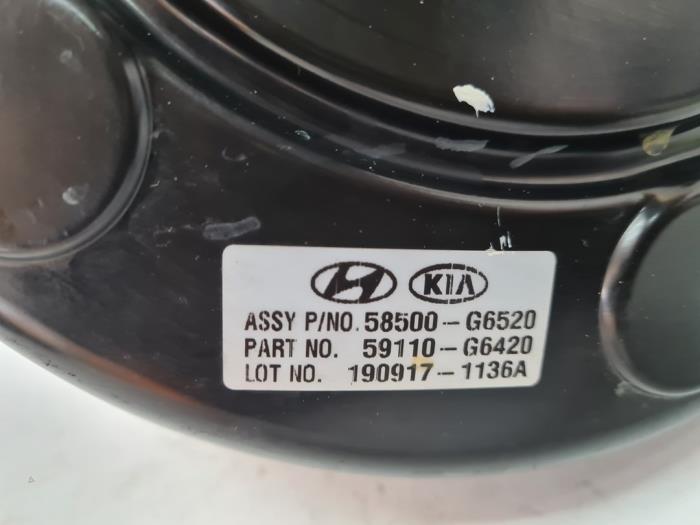 KIA
ASSY P/NO. 58500-G6520
PART NO. 59110-G6420
LOT NO. 190917-1136A